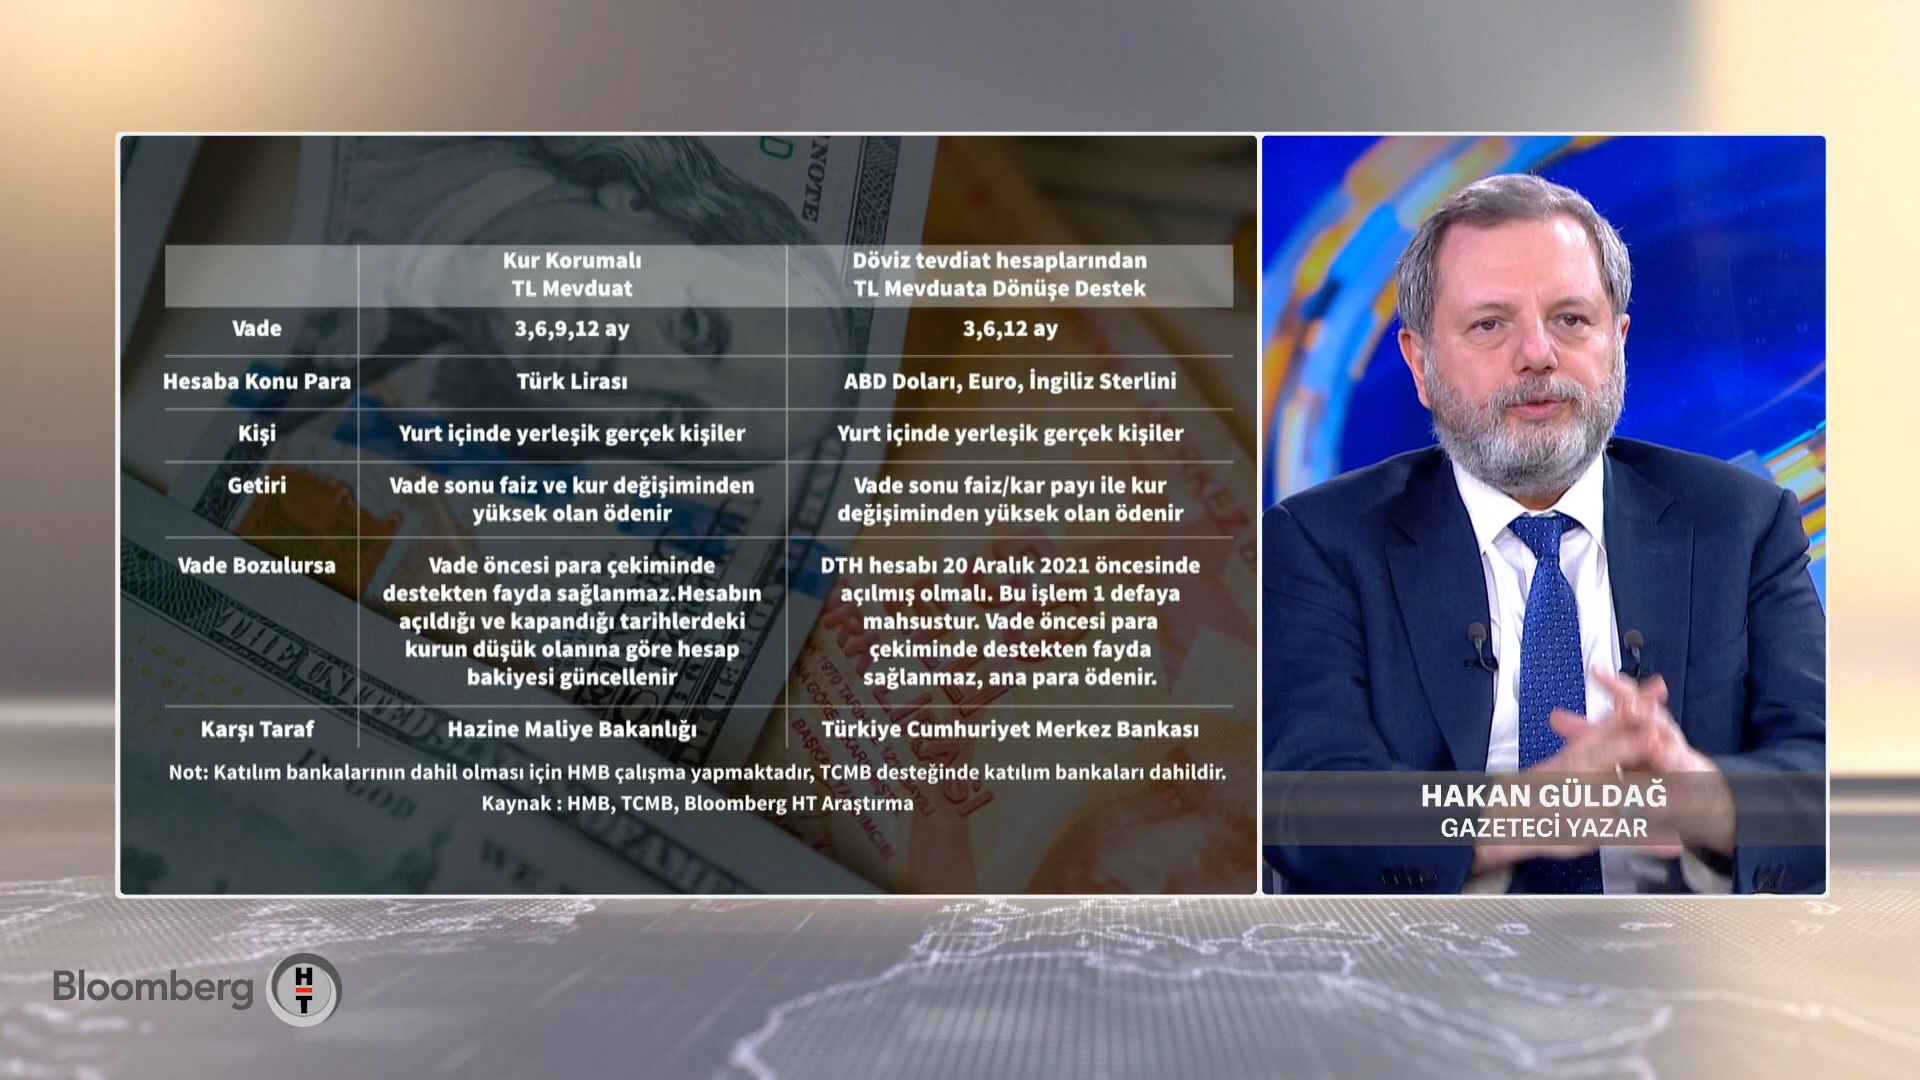 Kur Korumalı
TL Mevduat
Döviz tevdiat hesaplarından
TL Mevduata Dönüşe Destek
Vade
3,6,9,12 ay
3,6,12 ay
Hesaba Konu Para
Türk Lirası
ABD Doları, Euro, İngiliz Sterlini
Kişi
Yurt içinde yerleşik gerçek kişiler
Yurt içinde yerleşik gerçek kişiler
Getiri
Vade sonu faiz ve kur değişiminden
yüksek olan ödenir
Vade sonu faiz/kar payı ile kur
değişiminden yüksek olan ödenir
Vade Bozulursa
Vade öncesi para çekiminde
destekten fayda sağlanmaz.Hesabın
açıldığı ve kapandığı tarihlerdeki
kurun düşük olanına göre hesap
bakiyesi güncellenir
DTH hesabı 20 Aralık 2021 öncesinde
açılmış olmalı. Bu işlem 1 defaya
mahsustur. Vade öncesi para
çekiminde destekten fayda
sağlanmaz, ana para ödenir.
Karşı Taraf
Hazine Maliye Bakanlığı
Türkiye Cumhuriyet Merkez Bankası
Not: Katılım bankalarının dahil olması için HMB çalışma yapmaktadır, TCMB desteğinde katılım bankaları dahildir.
Kaynak : HMB, TCMB, Bloomberg HT Araştırma
HAKAN GÜLDAĞ
GAZETECİ YAZAR
Bloomberg HT